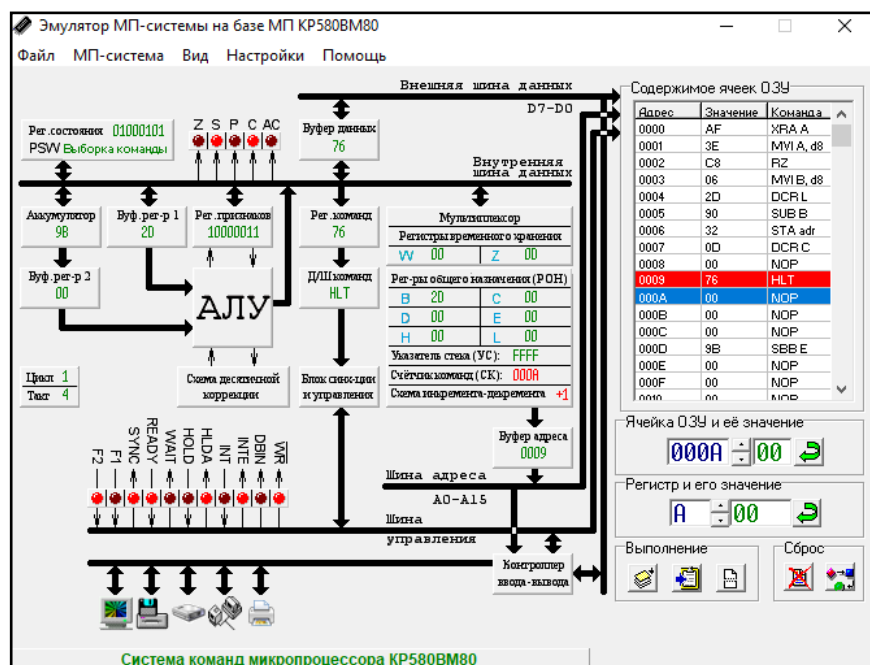 Эмулятор МП-системы на базе МП КР580ВМ80
Файл МП-система Вид Настройки Помощь
Внешняя шина данных
D7-D0
Рег.состояния 01000101
PSW Выборка команды
Z S P C AC
Буфер данных
76
Внутренняя
шина данных
Аккумулятор
9B
Буф.рег-р 1
2D
Рег.признаков
10000011
Рег.команд
76
Мультиплексор
Регистры временного хранения
W 00 Z 00
Буф.рег-р 2
00
АЛУ
Д/Ш команд
HLT
Рег-ры общего назначения (РОН)
B 2D C 00
D 00 E 00
H 00 L 00
Указатель стека (УС): FFFF
Счётчик команд (СК): 000A
Схема инкремента-декремента +1
Цикл 1
Такт 4
Схема десятичной
коррекции
Блок синх-ции
и управления
Буфер адреса
0009
F2 F1 SYNC READY WAIT HOLD HLDA INT INTE DBIN WR
Шина адреса
A0-A15
Шина
управления
Контроллер
ввода-вывода
Содержимое ячеек ОЗУ
Адрес Значение Команда
0000 AF XRA A
0001 3E MVI A, d8
0002 C8 RZ
0003 06 MVI B, d8
0004 2D DCR L
0005 90 SUB B
0006 32 STA adr
0007 0D DCR C
0008 00 NOP
0009 76 HLT
000A 00 NOP
000B 00 NOP
000C 00 NOP
000D 9B SBB E
000E 00 NOP
000F 00 NOP
0010 00 NOP
Ячейка ОЗУ и её значение
000A 00
Регистр и его значение
A 00
Выполнение Сброс
Система команд микропроцессора КР580ВМ80